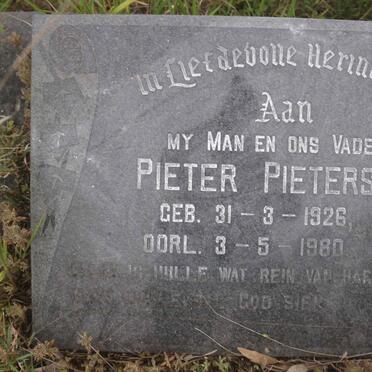 In Liefdevolle Herin
Aan
MY MAN EN ONS VADE
PIETER PIETERS
GEB. 31-3-1926,
OORL. 3-5-1980
HULLE WAT REIN VAN HAR
GOD SIEN